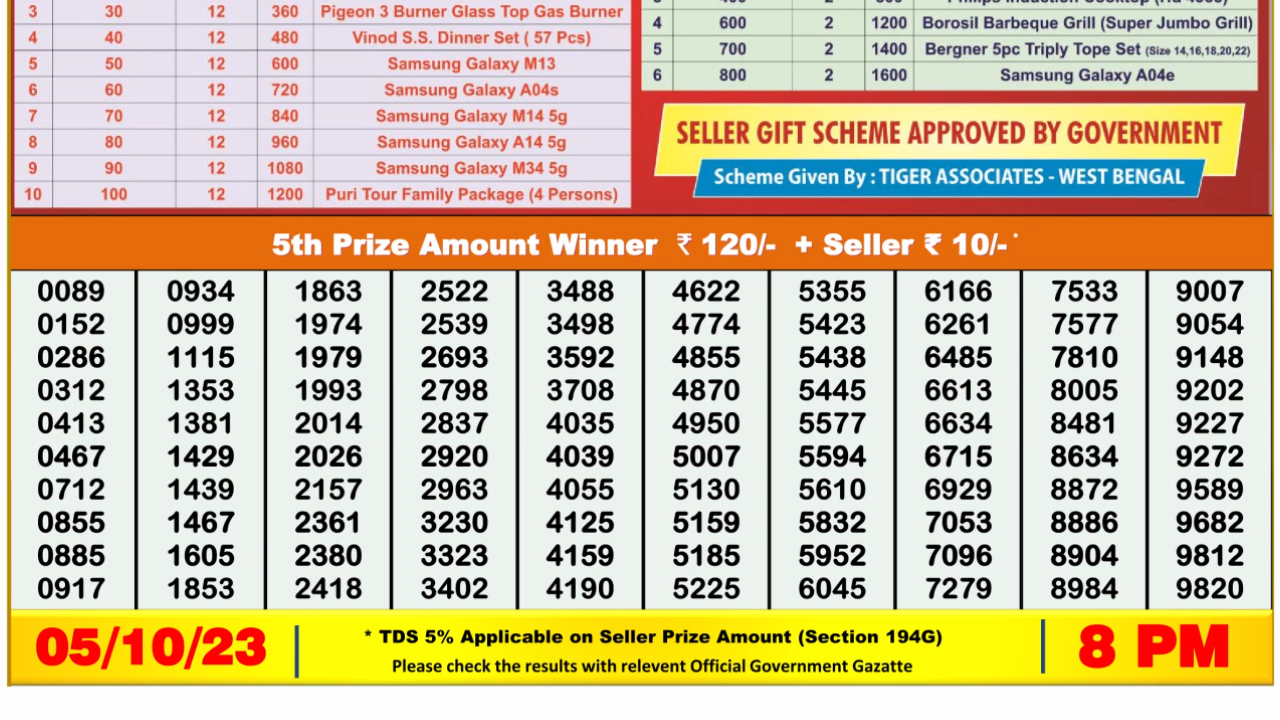 3 30 12 360 Pigeon 3 Burner Glass Top Gas Burner
4 40 12 480 Vinod S.S. Dinner Set ( 57 Pcs)
5 50 12 600 Samsung Galaxy M13
6 60 12 720 Samsung Galaxy A04s
7 70 12 840 Samsung Galaxy M14 5g
8 80 12 960 Samsung Galaxy A14 5g
9 90 12 1080 Samsung Galaxy M34 5g
10 100 12 1200 Puri Tour Family Package (4 Persons)
4 600 2 1200 Borosil Barbeque Grill (Super Jumbo Grill)
5 700 2 1400 Bergner 5pc Triply Tope Set (Size 14,16,18,20,22)
6 800 2 1600 Samsung Galaxy A04e
SELLER GIFT SCHEME APPROVED BY GOVERNMENT
Scheme Given By : TIGER ASSOCIATES - WEST BENGAL
5th Prize Amount Winner ₹ 120/- + Seller ₹ 10/- *
0089 0934 1863 2522 3488 4622 5355 6166 7533 9007
0152 0999 1974 2539 3498 4774 5423 6261 7577 9054
0286 1115 1979 2693 3592 4855 5438 6485 7810 9148
0312 1353 1993 2798 3708 4870 5445 6613 8005 9202
0413 1381 2014 2837 4035 4950 5577 6634 8481 9227
0467 1429 2026 2920 4039 5007 5594 6715 8634 9272
0712 1439 2157 2963 4055 5130 5610 6929 8872 9589
0855 1467 2361 3230 4125 5159 5832 7053 8886 9682
0885 1605 2380 3323 4159 5185 5952 7096 8904 9812
0917 1853 2418 3402 4190 5225 6045 7279 8984 9820
05/10/23
* TDS 5% Applicable on Seller Prize Amount (Section 194G)
Please check the results with relevent Official Government Gazatte
8 PM